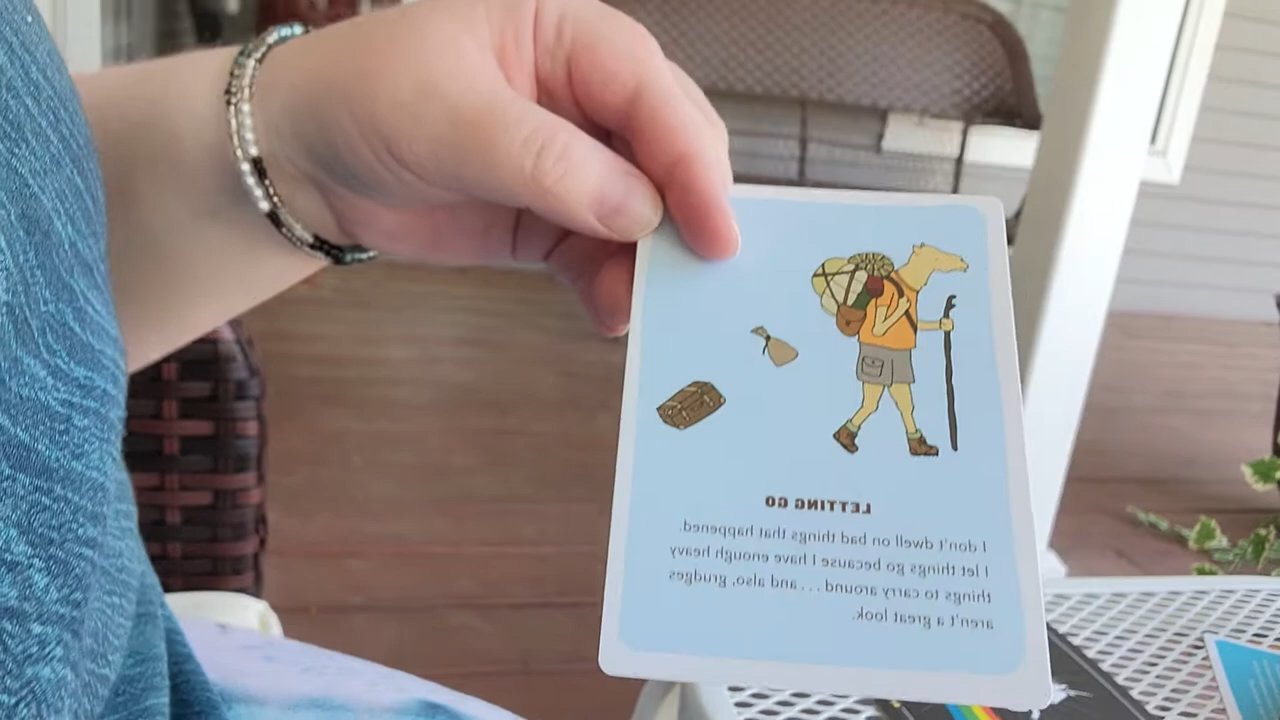 LETTING GO
I don't dwell on bad things that happened.
I let things go because I have enough heavy
things to carry around ... and also, grudges
aren't a great look.